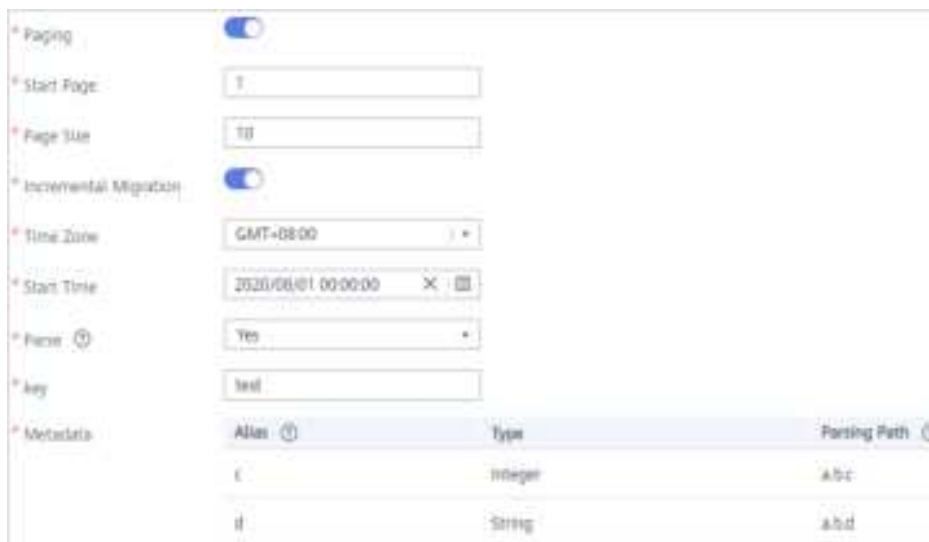 * Paging
* Start Page 1
* Page Size 10
* Incremental Migration
* Time Zone GMT+08:00
* Start Time 2020/08/01 00:00:00
* Parse Yes
* key test
* Metadata Alias Type Parsing Path
c Integer a.b.c
d String a.b.d